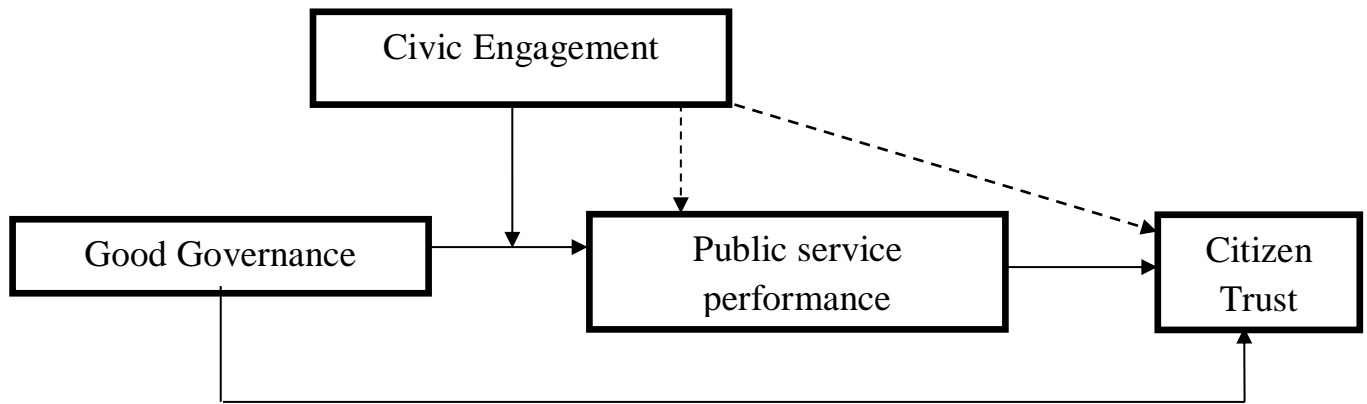 Civic Engagement
Good Governance
Public service
performance
Citizen
Trust